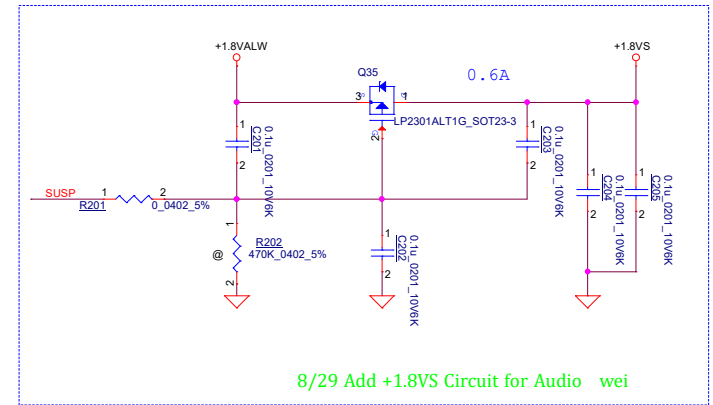 +1.8VALW
+1.8VS
Q35
0.6A
3
1
LP2301ALT1G_SOT23-3
2
1
2
C201
0.1u_0201_10V6K
1
2
C203
0.1u_0201_10V6K
1
2
C204
0.1u_0201_10V6K
1
2
C205
0.1u_0201_10V6K
SUSP
1
2
R201
0_0402_5%
1
2
@
R202
470K_0402_5%
1
2
C202
0.1u_0201_10V6K
8/29 Add +1.8VS Circuit for Audio wei